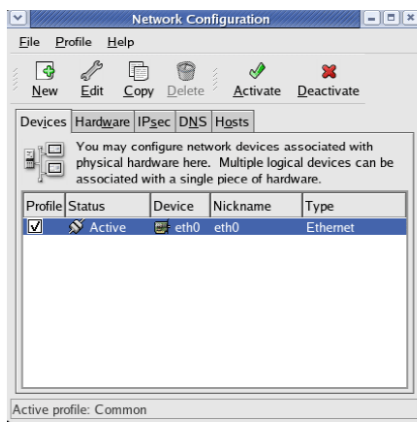 Network Configuration
File Profile Help
New Edit Copy Delete Activate Deactivate
Devices Hardware IPsec DNS Hosts
You may configure network devices associated with
physical hardware here. Multiple logical devices can be
associated with a single piece of hardware.
Profile Status Device Nickname Type
Active eth0 eth0 Ethernet
Active profile: Common